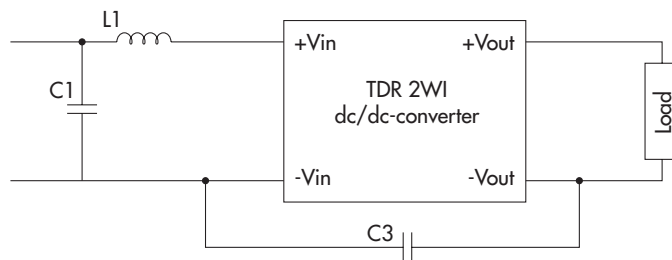 L1
C1
+Vin
+Vout
TDR 2WI
dc/dc-converter
Load
-Vin
-Vout
C3